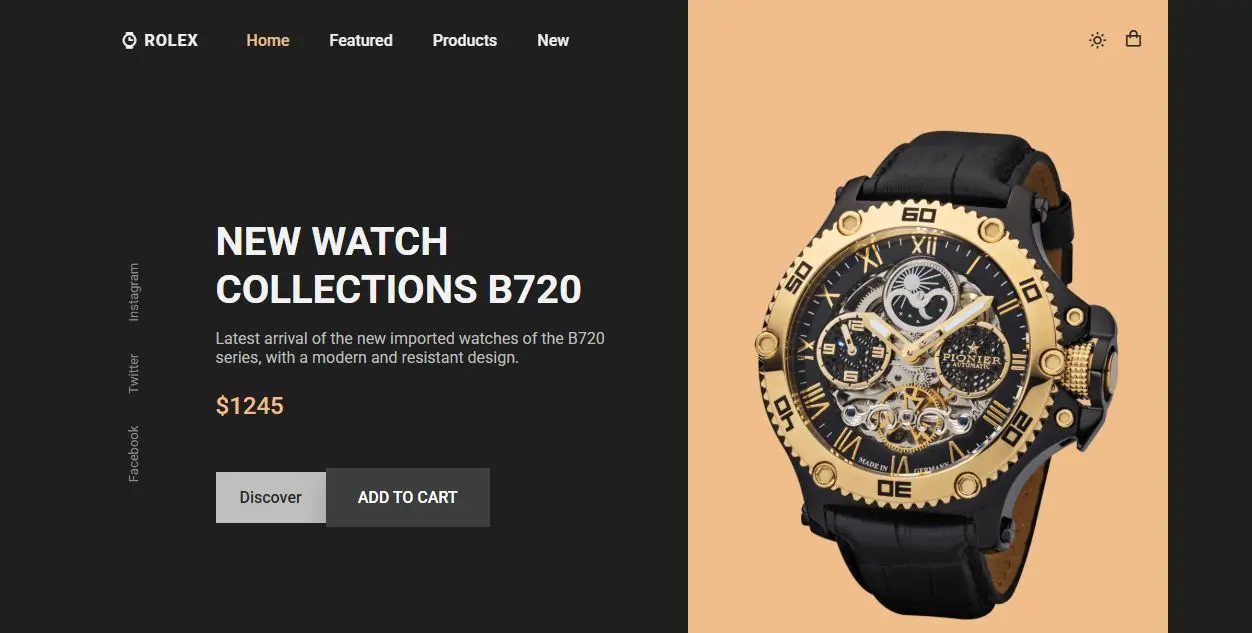 ROLEX
Home
Featured
Products
New
NEW WATCH
COLLECTIONS B720
Latest arrival of the new imported watches of the B720
series, with a modern and resistant design.
$1245
Discover
ADD TO CART
Instagram
Twitter
Facebook
60
10
20
30
40
50
XII
X
PIONIER
AUTOMATIC
MADE IN GERMANY